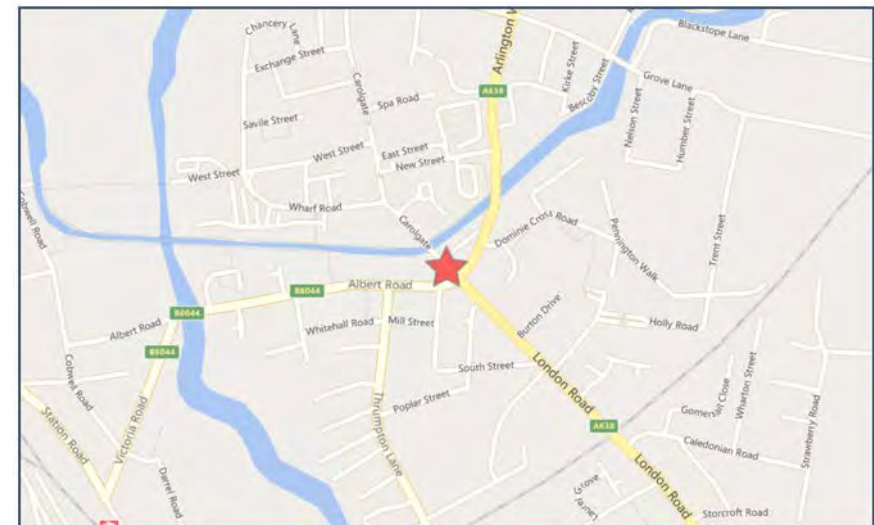 Chancery Lane
Arlington W
Blackstope Lane
Exchange Street
Kirke Street
Carolgate
A638
Bescoby Street
Grove Lane
Spa Road
Savile Street
Nelson Street
Humber Street
West Street
East Street
New Street
West Street
Wharf Road
Cobwell Road
Carolgate
Dominie Cross Road
Pennington Walk
Trent Street
Albert Road
B6044
B6044
Albert Road
Whitehall Road
Mill Street
Burton Drive
Holly Road
B6044
Cobwell Road
South Street
London Road
Poplar Street
Gomersall Close
Wharton Street
Strawberry Road
Station Road
Victoria Road
Thrumpton Lane
A638
Caledonian Road
Darrel Road
London Road
Grove
Laurel
Storcroft Road